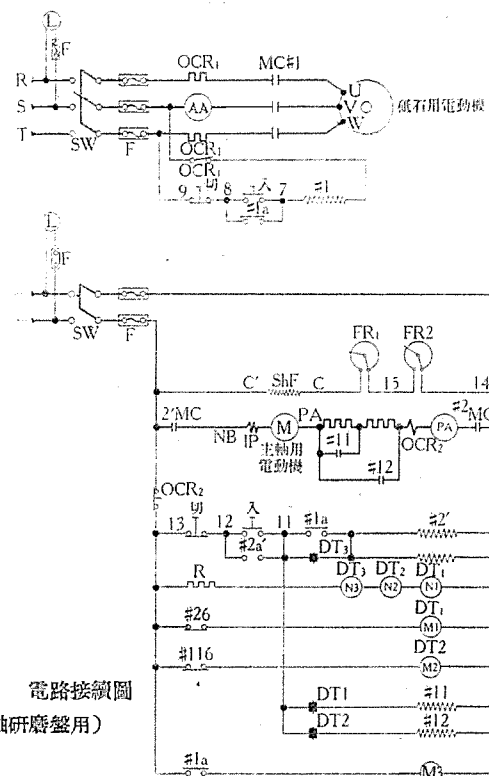 L
F
OCR₁ MC#1
R
S AA
T
U
V
W
砥石用電動機
SW F
OCR₁
OCR₁
切 入
9 8 7 #1
#1a
L
F
SW F
FR₁ FR2
C' ShF C 15 14
2'MC NB IP M PA OCR₂ PA #2MC
主軸用
電動機
#11
#12
OCR₂
切 入
13 12 11 #1a #2'
#2a' DT₃
R DT₃ DT₂ DT₁
N3 N2 N1
#26 DT₁
M1
#116 DT2
M2
DT1 #11
DT2 #12
電路接續圖
軸研磨盤用）
#1a
M3